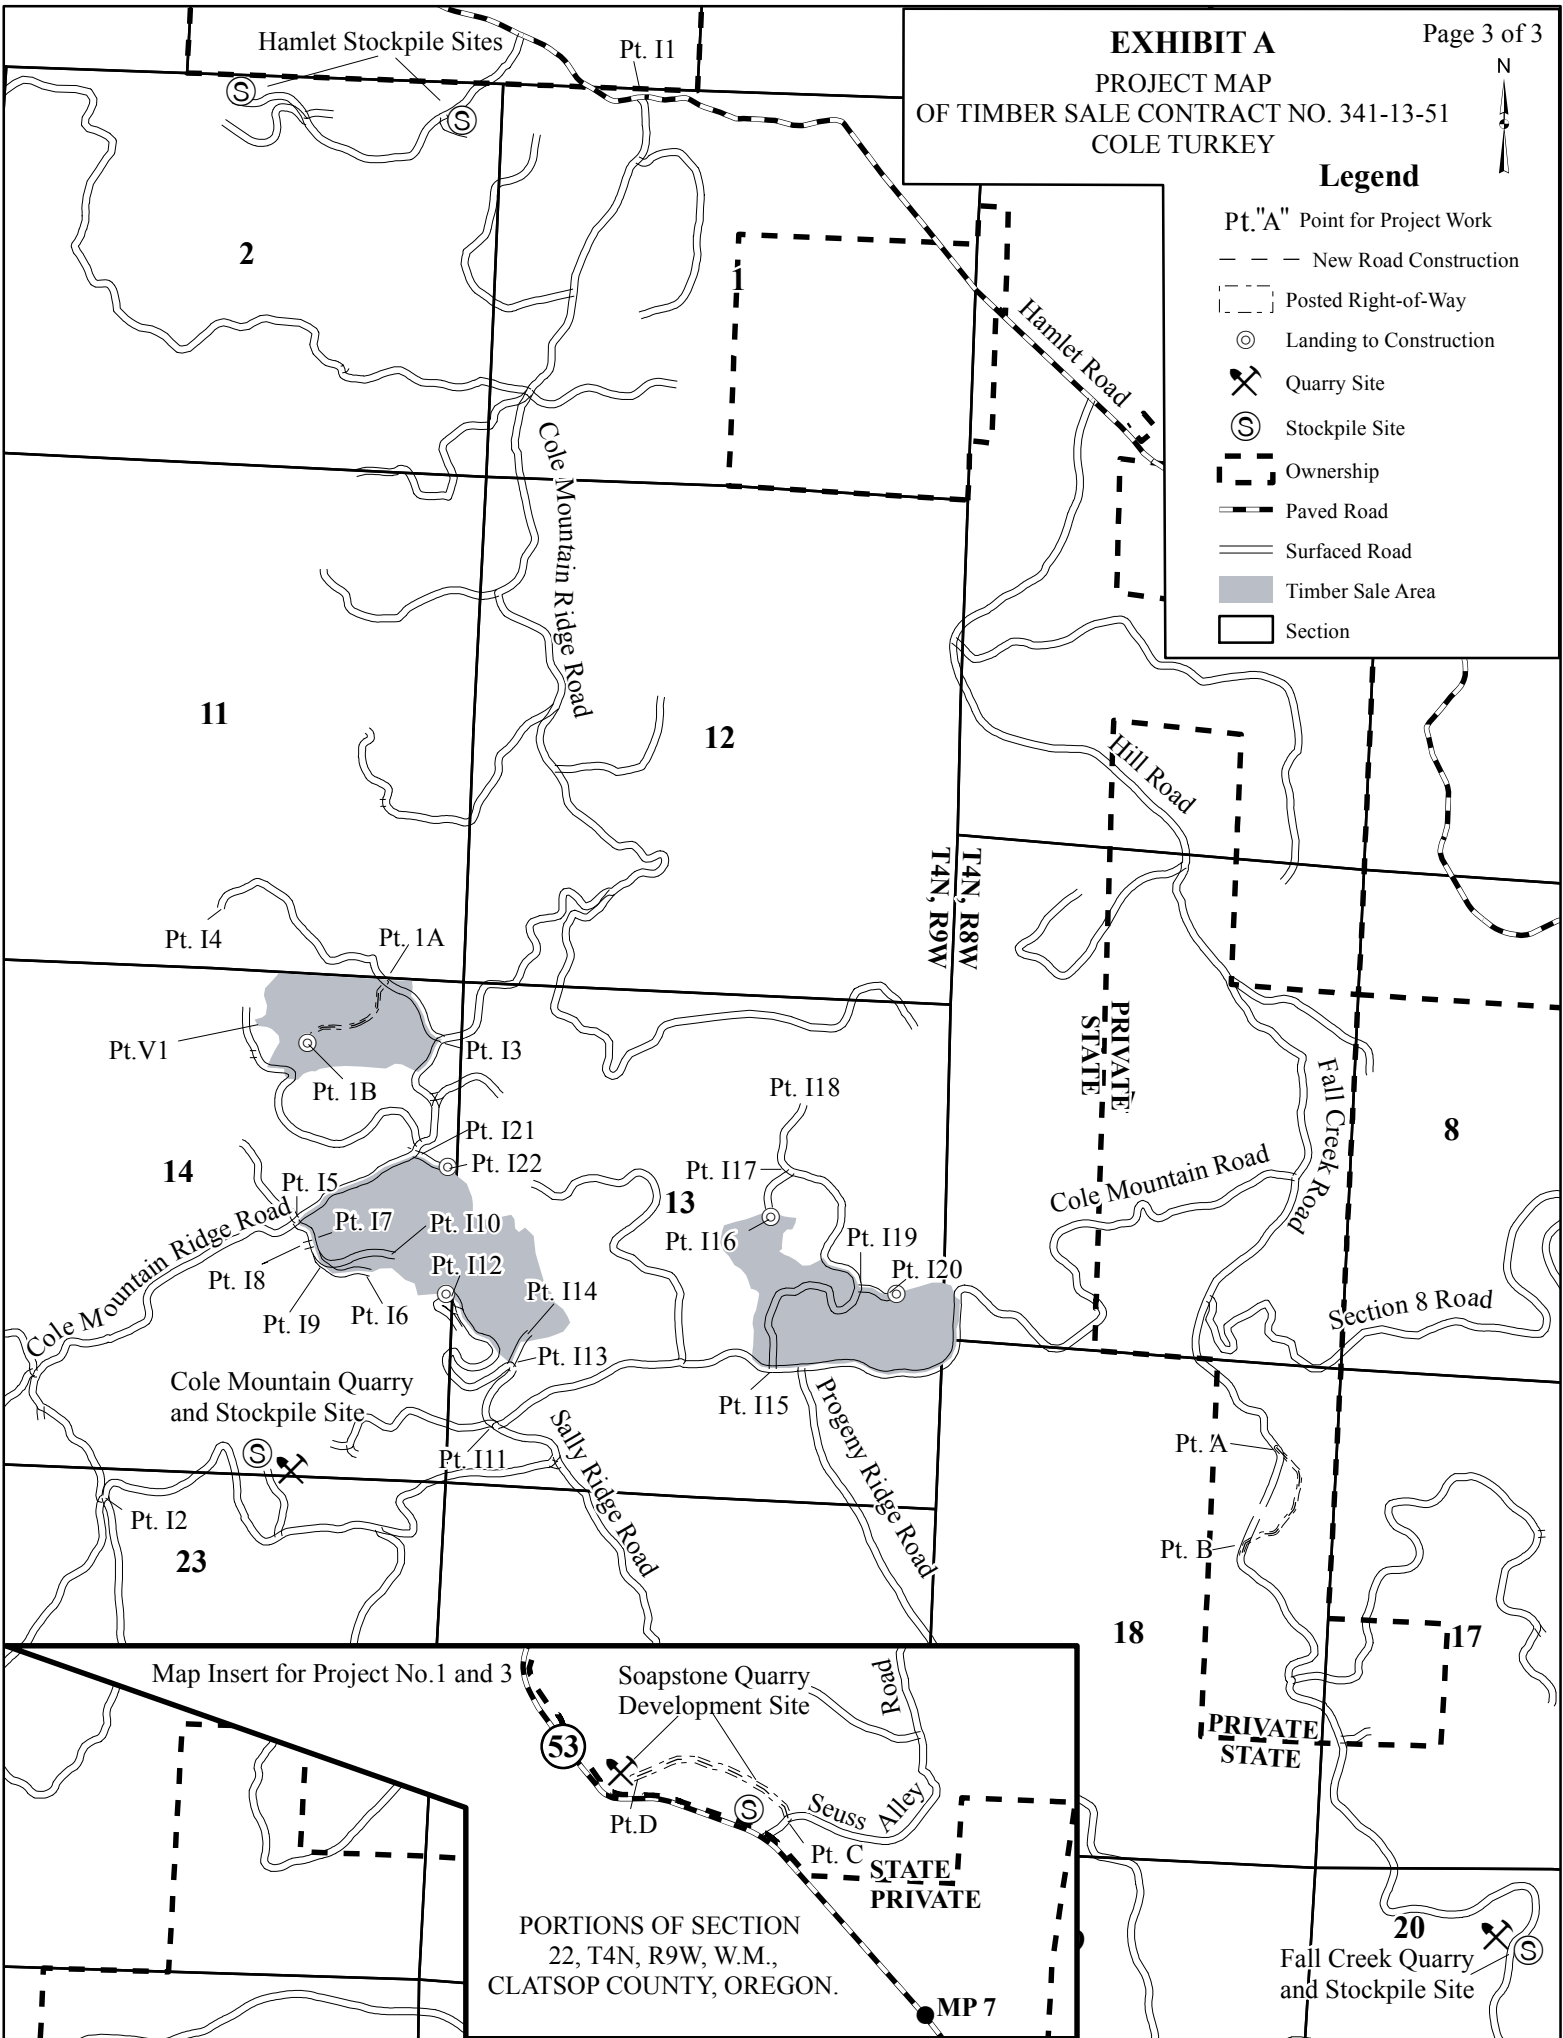 EXHIBIT A
Page 3 of 3
PROJECT MAP
OF TIMBER SALE CONTRACT NO. 341-13-51
COLE TURKEY
N
Legend
Pt."A" Point for Project Work
New Road Construction
Posted Right-of-Way
Landing to Construction
Quarry Site
S Stockpile Site
Ownership
Paved Road
Surfaced Road
Timber Sale Area
Section
Hamlet Stockpile Sites
Pt. I1
S
S
2
1
Hamlet Road
Cole Mountain Ridge Road
11
12
Hill Road
T4N, R9W
T4N, R8W
Pt. I4
Pt. 1A
Pt.V1
Pt. I3
Pt. 1B
PRIVATE
STATE
Fall Creek Road
8
Pt. I18
Pt. I21
Pt. I22
14
Pt. I17
13
Cole Mountain Road
Pt. I5
Cole Mountain Ridge Road
Pt. I7
Pt. I10
Pt. I16
Pt. I19
Pt. I8
Pt. I12
Pt. I20
Pt. I14
Pt. I9
Pt. I6
Section 8 Road
Pt. I13
Cole Mountain Quarry
and Stockpile Site
Pt. I15
Progeny Ridge Road
Sally Ridge Road
Pt. I11
S
Pt. A
Pt. I2
Pt. B
23
18
17
PRIVATE
STATE
Map Insert for Project No.1 and 3
Soapstone Quarry
Development Site
Road
53
Pt.D
S
Seuss Alley
Pt. C
STATE
PRIVATE
PORTIONS OF SECTION
22, T4N, R9W, W.M.,
CLATSOP COUNTY, OREGON.
MP 7
20
Fall Creek Quarry
and Stockpile Site
S